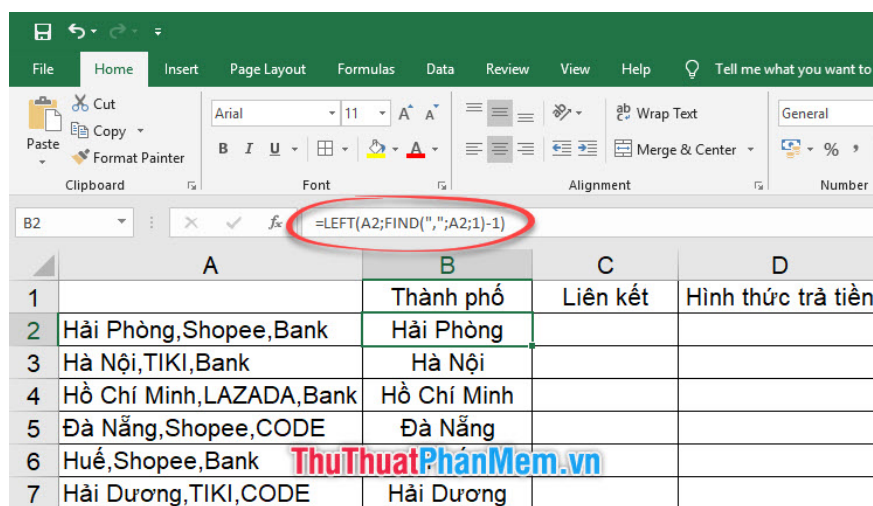 File Home Insert Page Layout Formulas Data Review View Help Tell me what you want to
Cut
Copy
Format Painter
Paste
Clipboard
Arial 11 A A
B I U A
Font
ab Wrap Text
Merge & Center
Alignment
General
% ,
Number
B2 fx =LEFT(A2;FIND(",";A2;1)-1)
A B C D
1 Thành phố Liên kết Hình thức trả tiền
2 Hải Phòng,Shopee,Bank Hải Phòng
3 Hà Nội,TIKI,Bank Hà Nội
4 Hồ Chí Minh,LAZADA,Bank Hồ Chí Minh
5 Đà Nẵng,Shopee,CODE Đà Nẵng
6 Huế,Shopee,Bank
ThuThuatPhanMem.vn
7 Hải Dương,TIKI,CODE Hải Dương